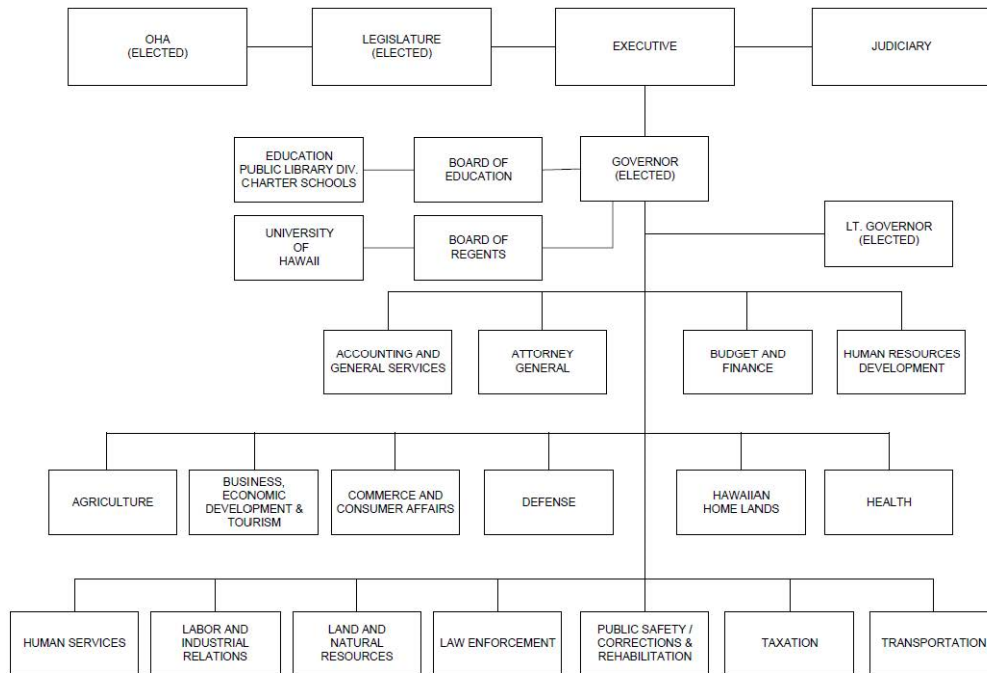 OHA
(ELECTED)
LEGISLATURE
(ELECTED)
EXECUTIVE
JUDICIARY
EDUCATION
PUBLIC LIBRARY DIV.
CHARTER SCHOOLS
BOARD OF
EDUCATION
GOVERNOR
(ELECTED)
UNIVERSITY
OF
HAWAII
BOARD OF
REGENTS
LT. GOVERNOR
(ELECTED)
ACCOUNTING AND
GENERAL SERVICES
ATTORNEY
GENERAL
BUDGET AND
FINANCE
HUMAN RESOURCES
DEVELOPMENT
AGRICULTURE
BUSINESS,
ECONOMIC
DEVELOPMENT &
TOURISM
COMMERCE AND
CONSUMER AFFAIRS
DEFENSE
HAWAIIAN
HOME LANDS
HEALTH
HUMAN SERVICES
LABOR AND
INDUSTRIAL
RELATIONS
LAND AND
NATURAL
RESOURCES
LAW ENFORCEMENT
PUBLIC SAFETY /
CORRECTIONS &
REHABILITATION
TAXATION
TRANSPORTATION